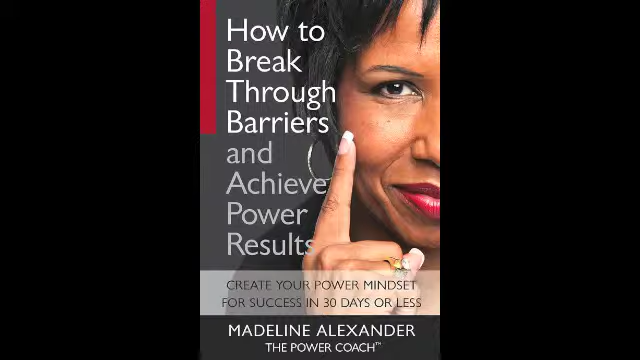 How to
Break
Through
Barriers
and
Achieve
Power
Results
CREATE YOUR POWER MINDSET
FOR SUCCESS IN 30 DAYS OR LESS
MADELINE ALEXANDER
THE POWER COACH™